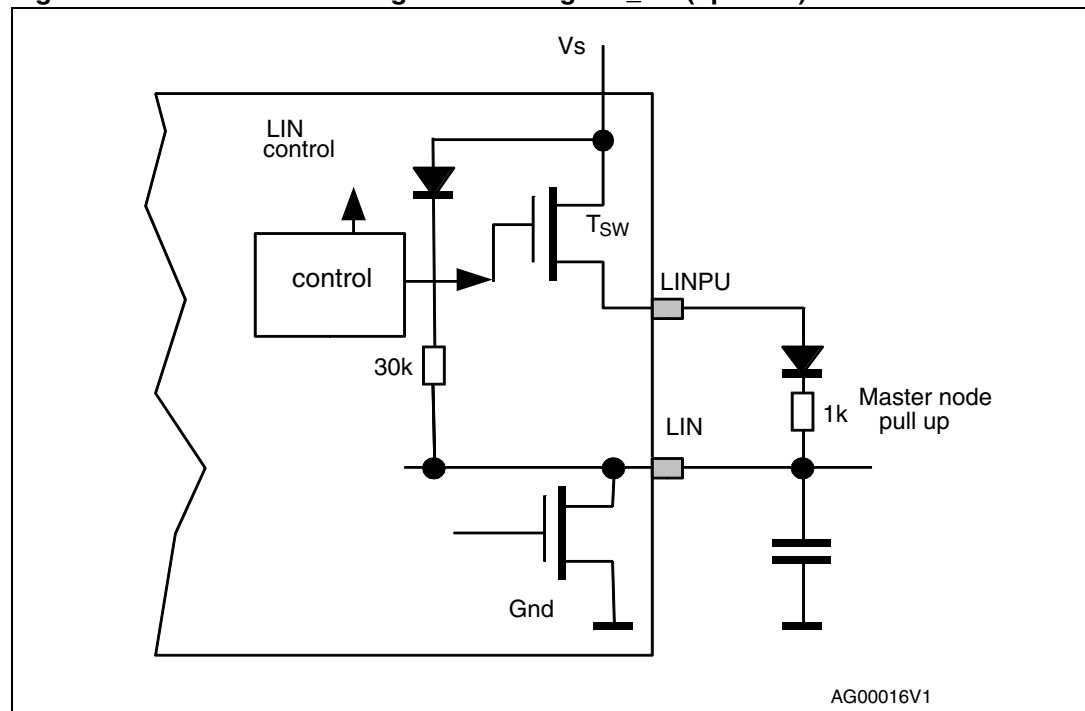 Vs
LIN
control
TSW
control
LINPU
30k
1k
Master node
pull up
LIN
Gnd
AG00016V1